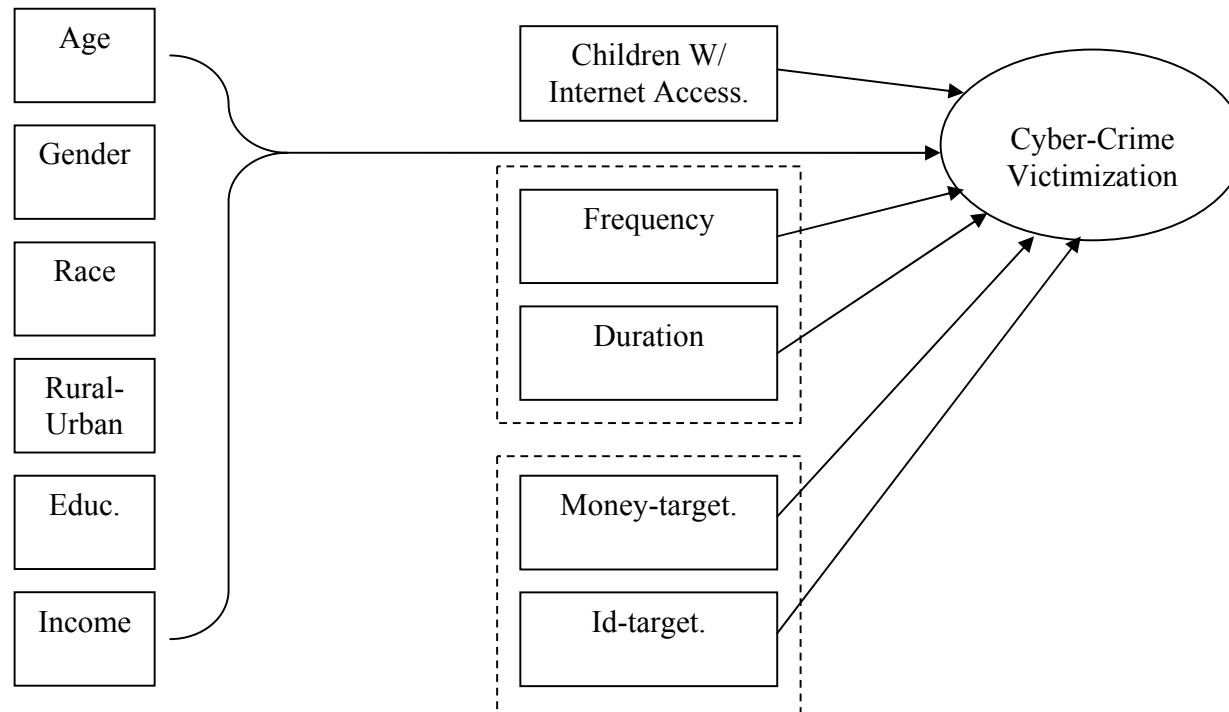 Age
Gender
Race
Rural-
Urban
Educ.
Income
Children W/
Internet Access.
Frequency
Duration
Money-target.
Id-target.
Cyber-Crime
Victimization